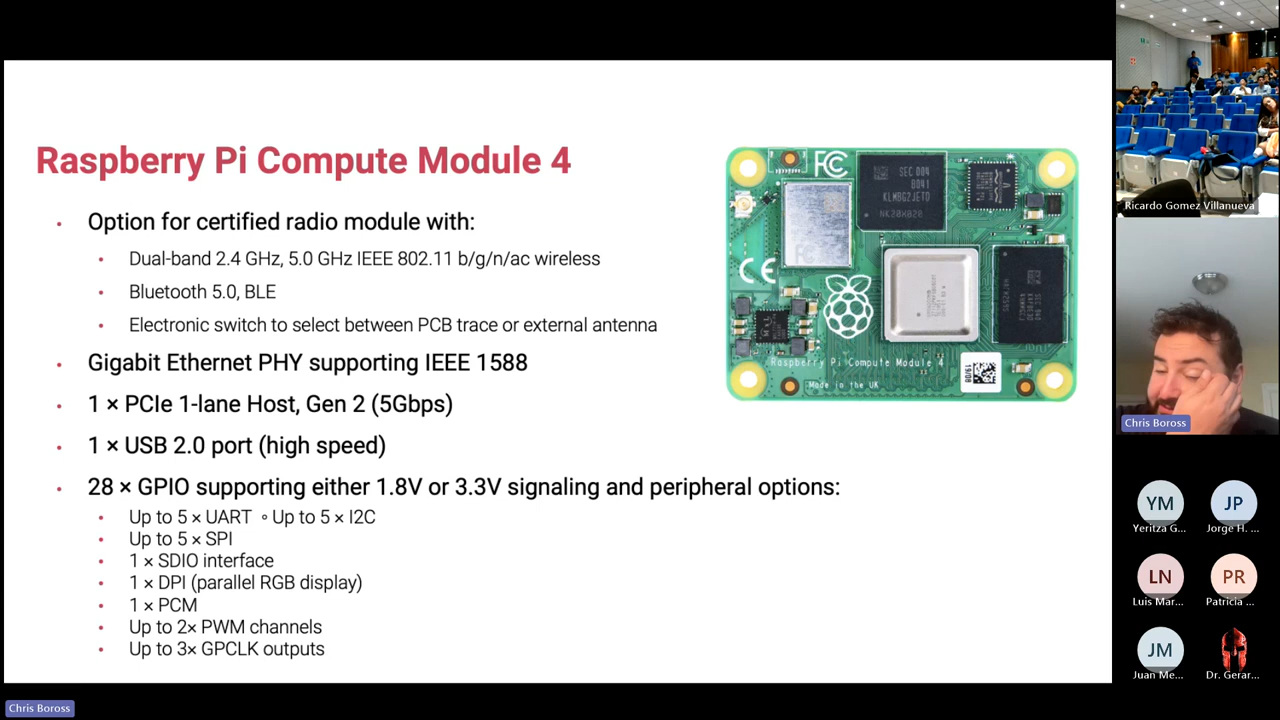 Raspberry Pi Compute Module 4
• Option for certified radio module with:
• Dual-band 2.4 GHz, 5.0 GHz IEEE 802.11 b/g/n/ac wireless
• Bluetooth 5.0, BLE
• Electronic switch to select between PCB trace or external antenna
• Gigabit Ethernet PHY supporting IEEE 1588
• 1 × PCIe 1-lane Host, Gen 2 (5Gbps)
• 1 × USB 2.0 port (high speed)
• 28 × GPIO supporting either 1.8V or 3.3V signaling and peripheral options:
• Up to 5 × UART ◦ Up to 5 × I2C
• Up to 5 × SPI
• 1 × SDIO interface
• 1 × DPI (parallel RGB display)
• 1 × PCM
• Up to 2× PWM channels
• Up to 3× GPCLK outputs
FC
SEC 004
B041
KLMBG2JETD
CE
Raspberry Pi Compute Module 4
Made in the UK
Ricardo Gomez Villanueva
Chris Boross
YM
Yeritza G...
JP
Jorge H. ...
LN
Luis Mar...
PR
Patricia ...
JM
Juan Me...
Dr. Gerar...
Chris Boross